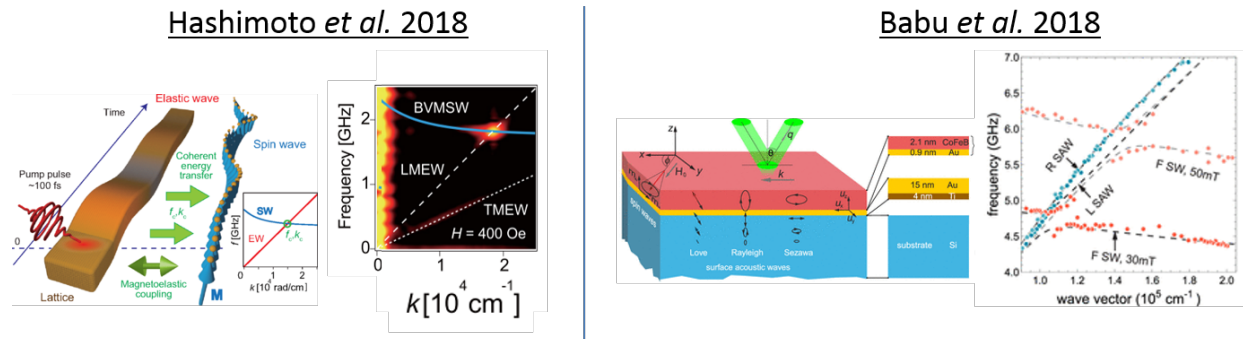 Hashimoto et al. 2018
Time
Elastic wave
Spin wave
Coherent
energy
transfer
Pump pulse
~100 fs
fc,kc
0
Lattice
Magnetoelastic
coupling
M
f [GHz]
SW
EW
fc,kc
k [10⁴ rad/cm]
Frequency [GHz]
2
1
0
BVMSW
LMEW
TMEW
H = 400 Oe
0 1 2
k [10⁴ cm⁻¹]
Babu et al. 2018
z
x
y
H₀
θ
q
k
spin waves
Love Rayleigh Sezawa
surface acoustic waves
2.1 nm CoFeB
0.9 nm Au
15 nm Au
4 nm Ti
substrate Si
frequency (GHz)
7.0
6.5
6.0
5.5
5.0
4.5
4.0
R SAW
L SAW
F SW, 50mT
F SW, 30mT
1.0 1.2 1.4 1.6 1.8 2.0
wave vector (10⁵ cm⁻¹)